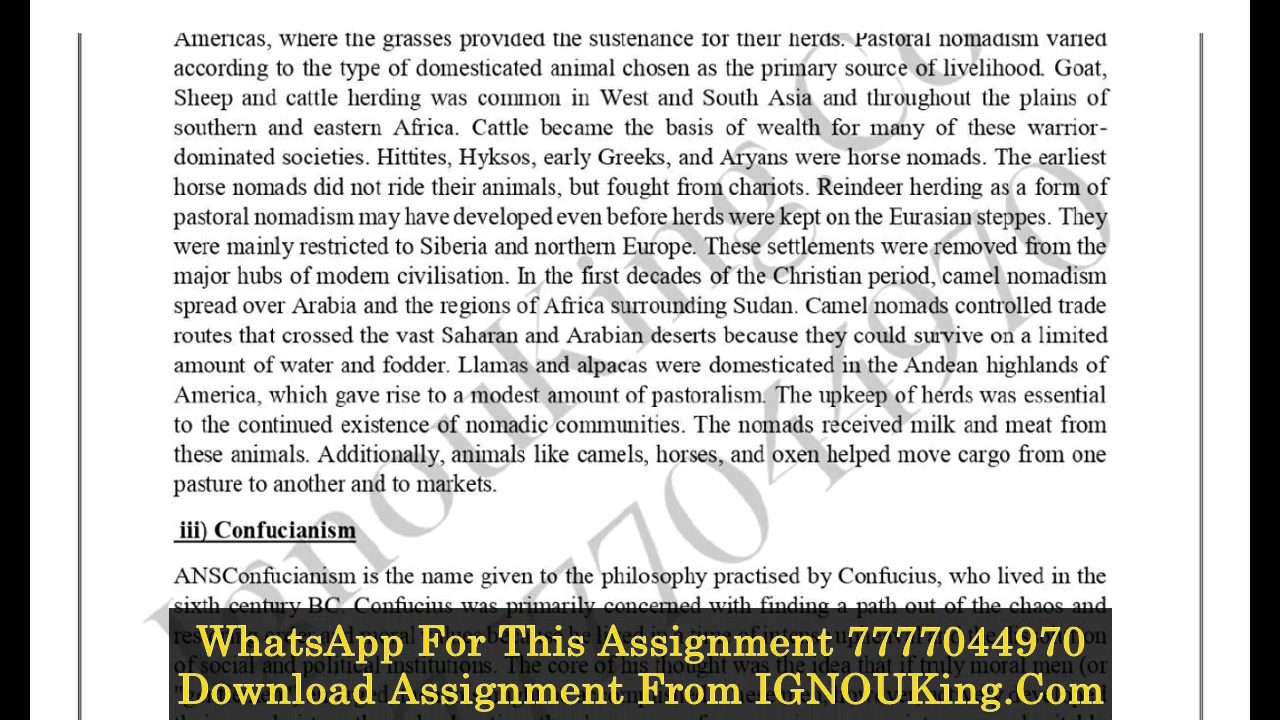 Americas, where the grasses provided the sustenance for their herds. Pastoral nomadism varied
according to the type of domesticated animal chosen as the primary source of livelihood. Goat,
Sheep and cattle herding was common in West and South Asia and throughout the plains of
southern and eastern Africa. Cattle became the basis of wealth for many of these warrior-
dominated societies. Hittites, Hyksos, early Greeks, and Aryans were horse nomads. The earliest
horse nomads did not ride their animals, but fought from chariots. Reindeer herding as a form of
pastoral nomadism may have developed even before herds were kept on the Eurasian steppes. They
were mainly restricted to Siberia and northern Europe. These settlements were removed from the
major hubs of modern civilisation. In the first decades of the Christian period, camel nomadism
spread over Arabia and the regions of Africa surrounding Sudan. Camel nomads controlled trade
routes that crossed the vast Saharan and Arabian deserts because they could survive on a limited
amount of water and fodder. Llamas and alpacas were domesticated in the Andean highlands of
America, which gave rise to a modest amount of pastoralism. The upkeep of herds was essential
to the continued existence of nomadic communities. The nomads received milk and meat from
these animals. Additionally, animals like camels, horses, and oxen helped move cargo from one
pasture to another and to markets.
iii) Confucianism
ANSConfucianism is the name given to the philosophy practised by Confucius, who lived in the
sixth century BC. Confucius was primarily concerned with finding a path out of the chaos and
of social and political institutions. The core of his thought was the idea that if truly moral men (or
WhatsApp For This Assignment 7777044970
Download Assignment From IGNOUKing.Com